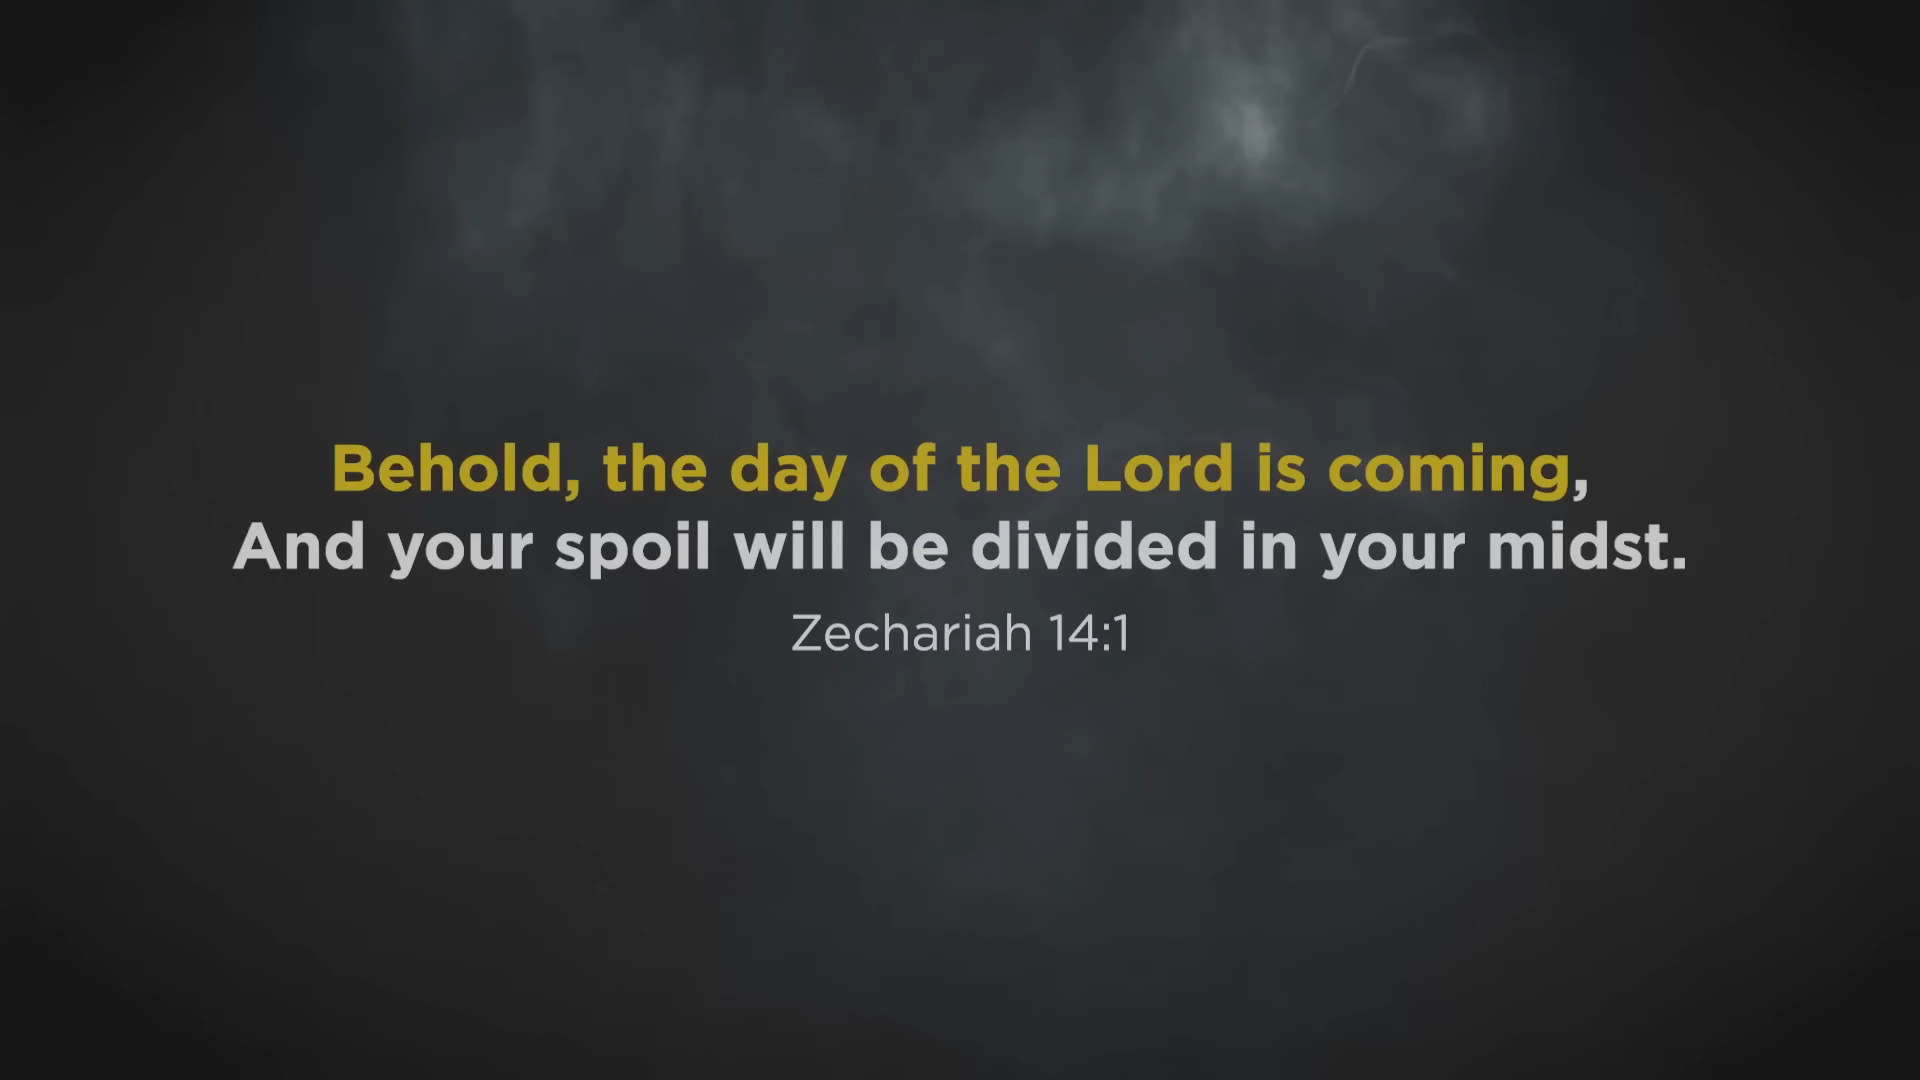 Behold, the day of the Lord is coming,
And your spoil will be divided in your midst.
Zechariah 14:1